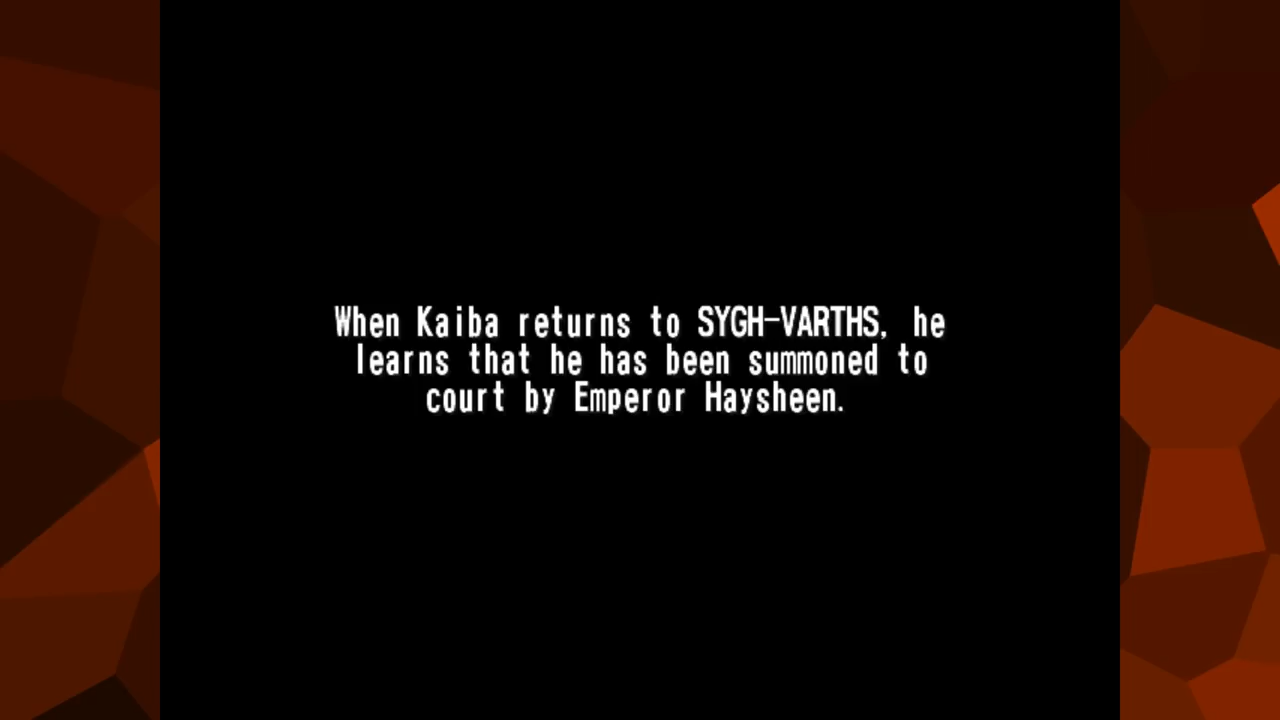 When Kaiba returns to SYGH-VARTHS, he
learns that he has been summoned to
court by Emperor Haysheen.